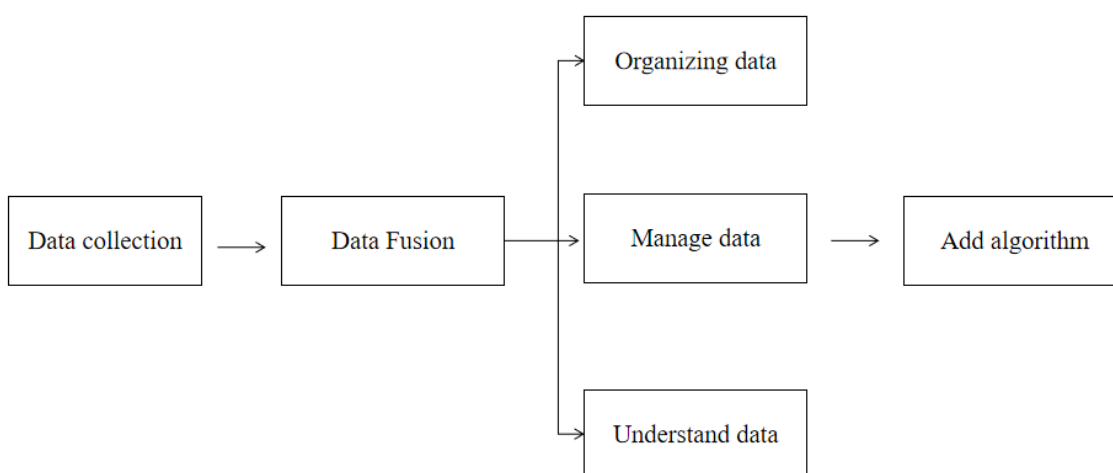 Organizing data
Data collection
Data Fusion
Manage data
Add algorithm
Understand data